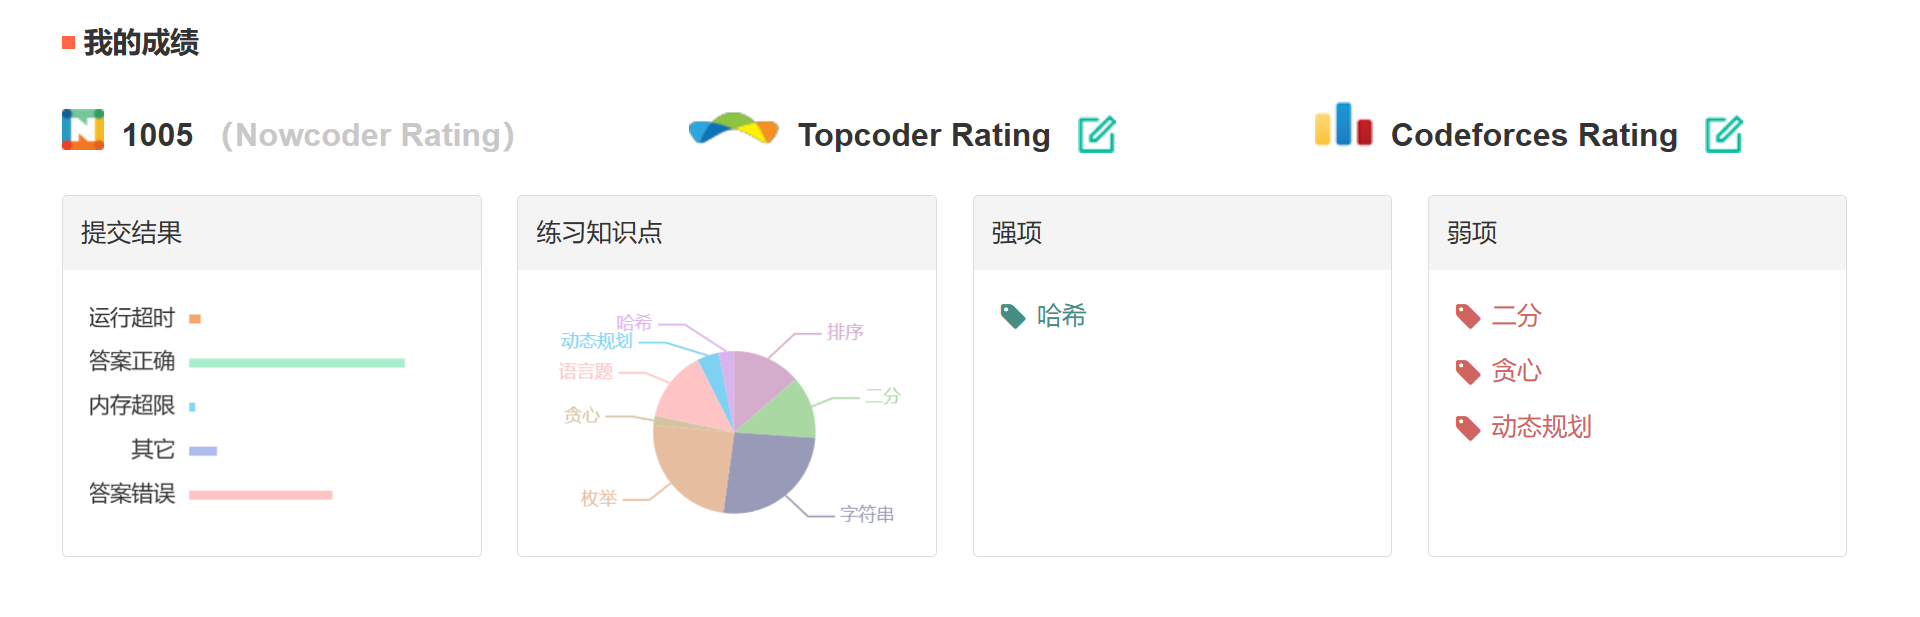 我的成绩
1005 （Nowcoder Rating）
Topcoder Rating
Codeforces Rating
提交结果
运行超时
答案正确
内存超限
其它
答案错误
练习知识点
哈希
动态规划
语言题
贪心
枚举
排序
二分
字符串
强项
哈希
弱项
二分
贪心
动态规划